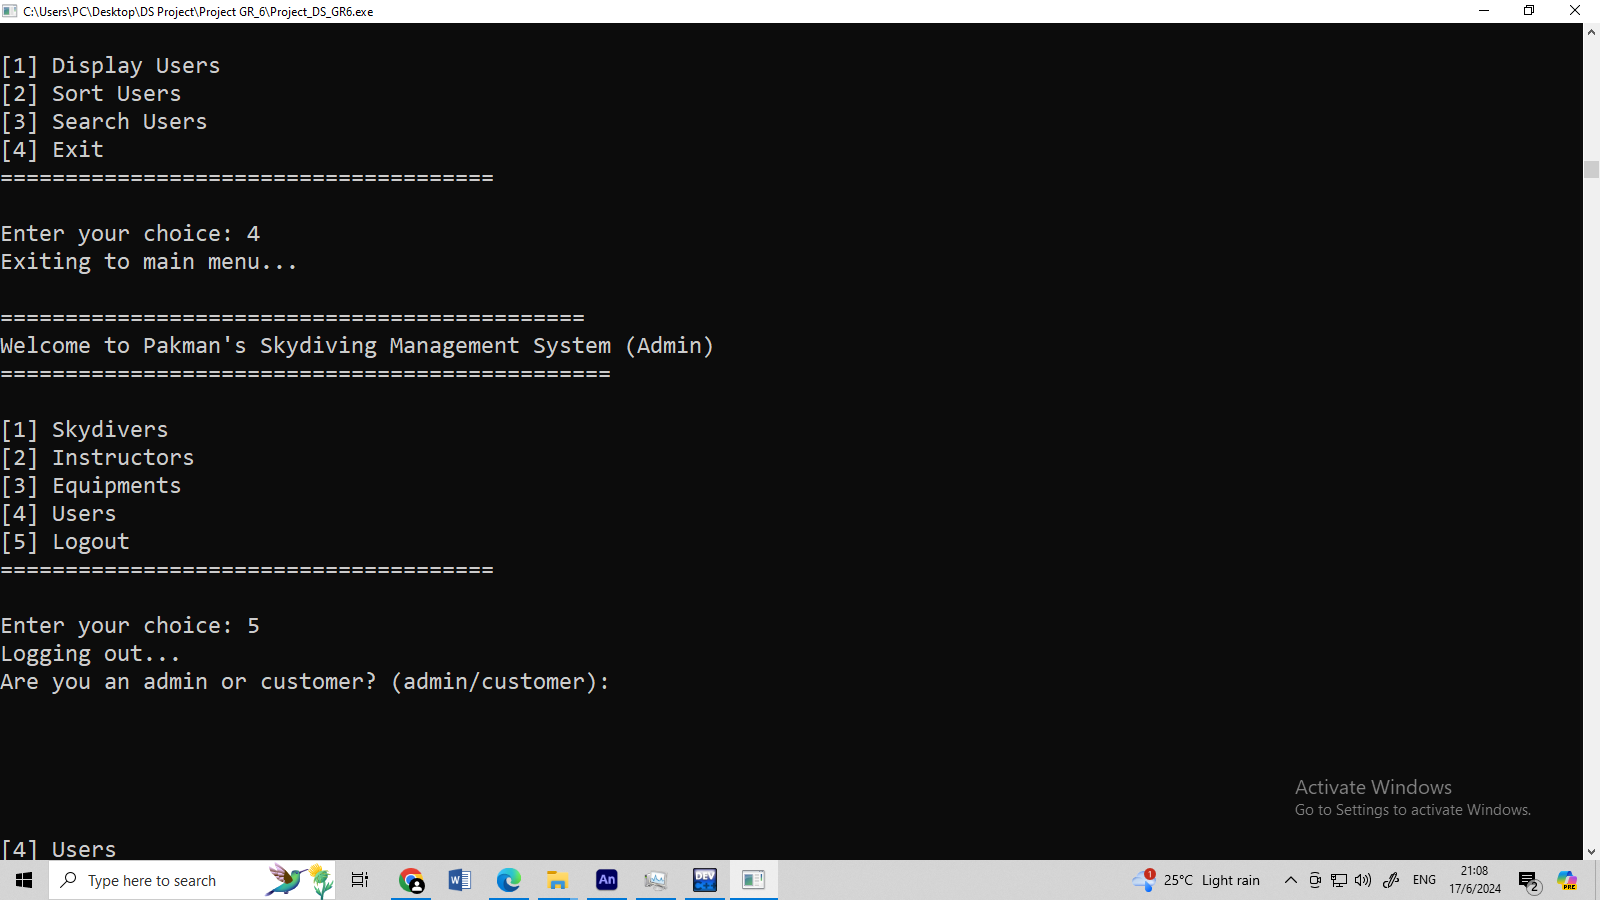 C:\Users\PC\Desktop\DS Project\Project GR_6\Project_DS_GR6.exe
[1] Display Users
[2] Sort Users
[3] Search Users
[4] Exit
======================================
Enter your choice: 4
Exiting to main menu...
=============================================
Welcome to Pakman's Skydiving Management System (Admin)
===============================================
[1] Skydivers
[2] Instructors
[3] Equipments
[4] Users
[5] Logout
======================================
Enter your choice: 5
Logging out...
Are you an admin or customer? (admin/customer):
Activate Windows
Go to Settings to activate Windows.
[4] Users
Type here to search
W
An
DEV
1
25°C Light rain
ENG
21:08
17/6/2024
2
PRE